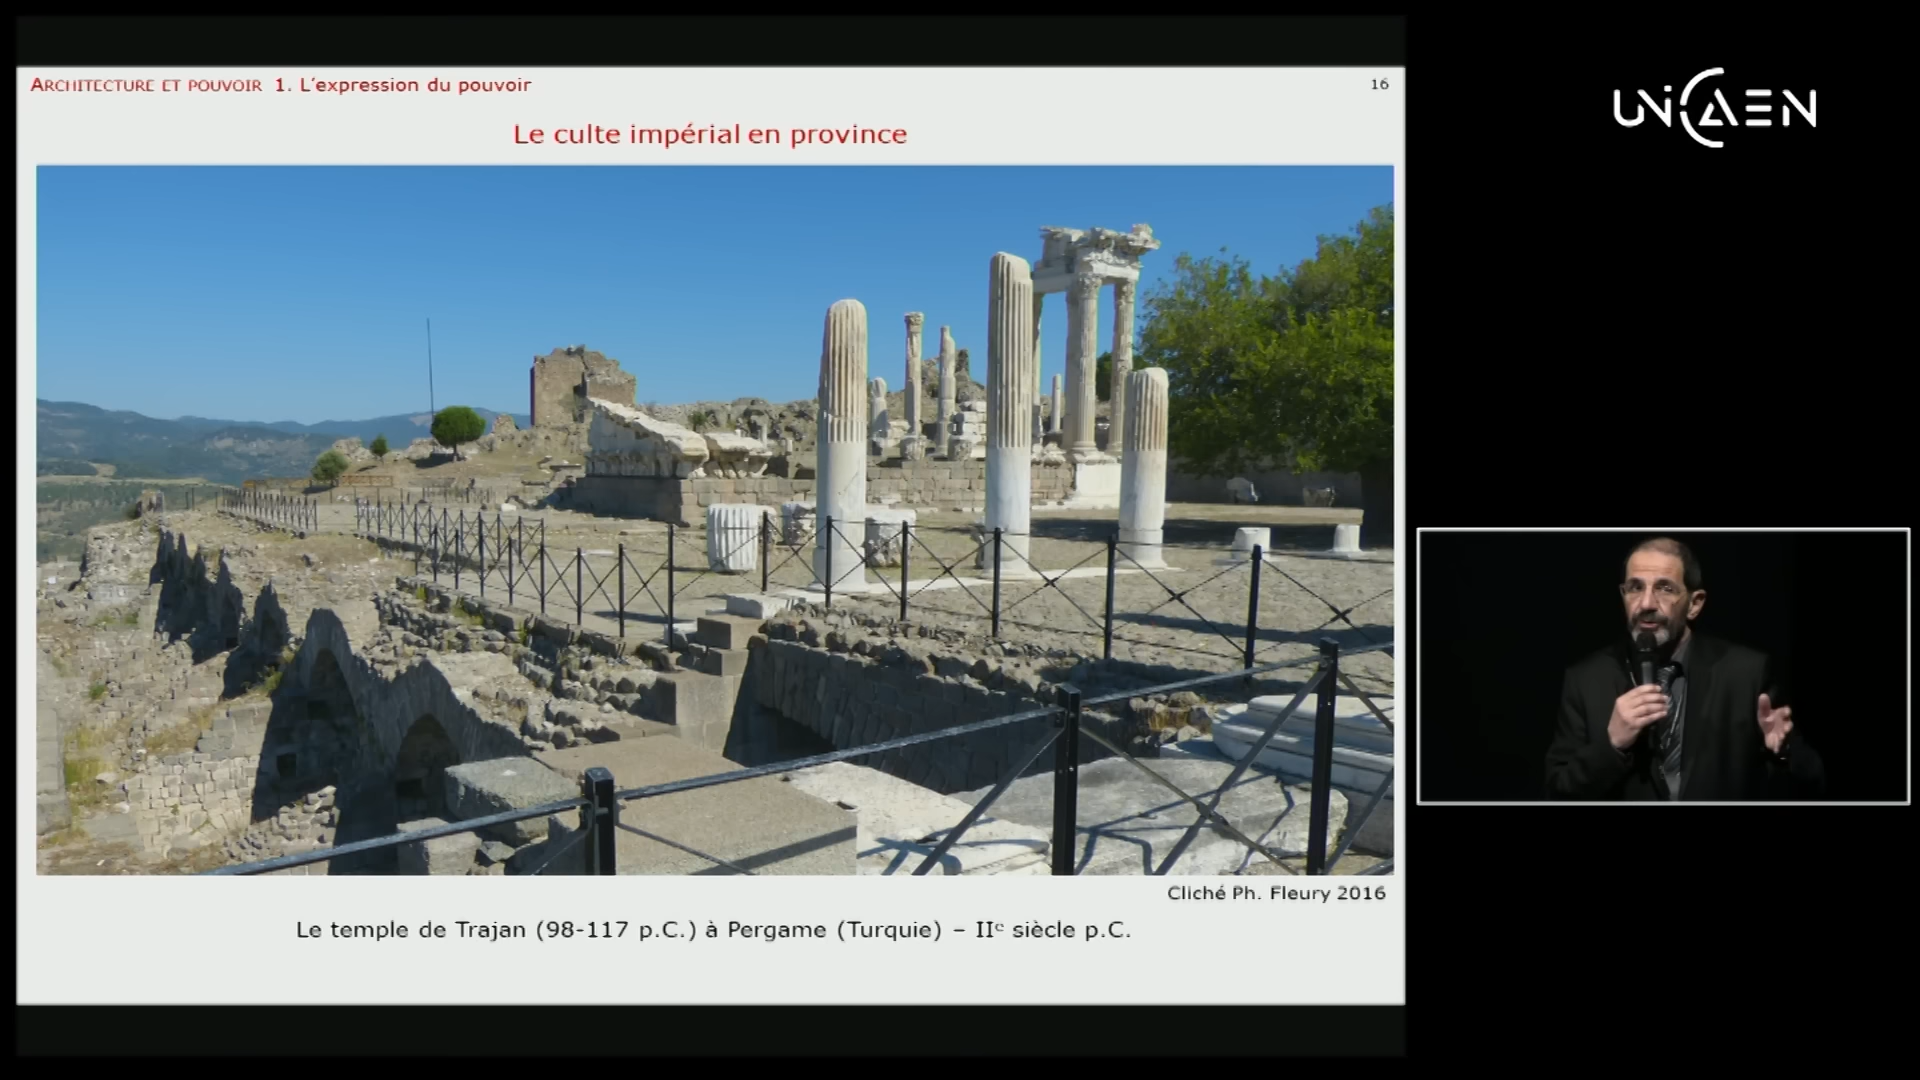 ARCHITECTURE ET POUVOIR 1. L'expression du pouvoir
16
UNICAEN
Le culte impérial en province
Cliché Ph. Fleury 2016
Le temple de Trajan (98-117 p.C.) à Pergame (Turquie) – IIᵉ siècle p.C.